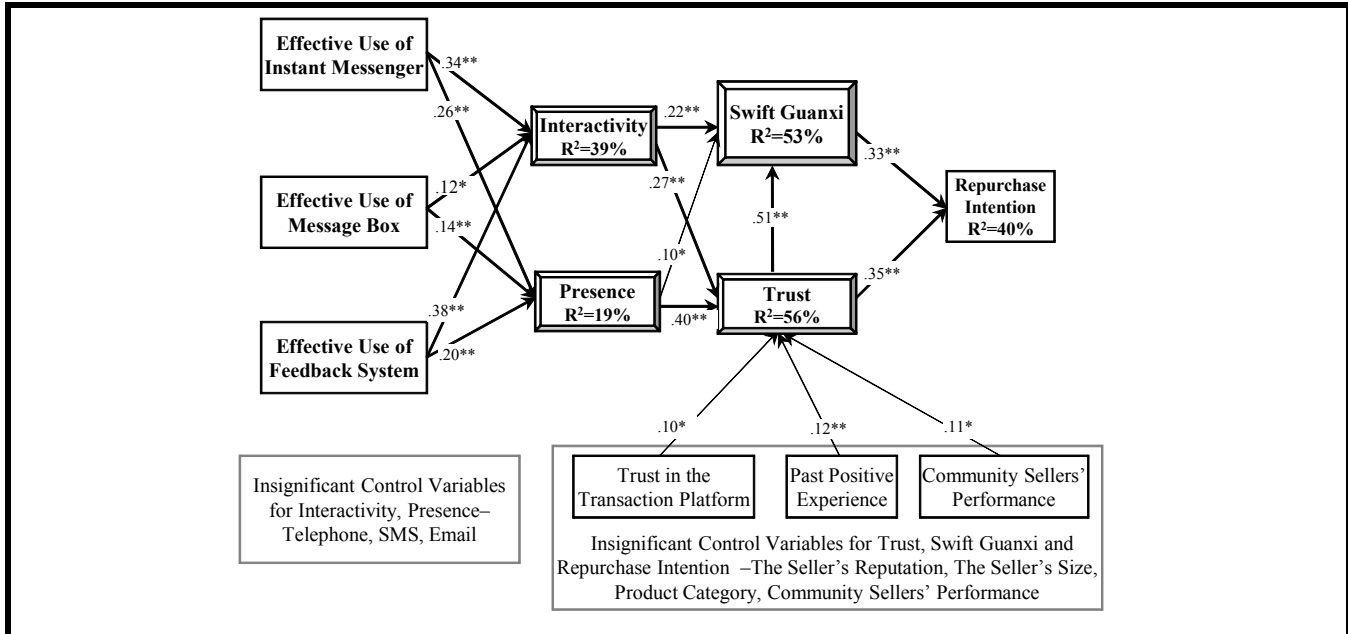 Effective Use of
Instant Messenger
.34**
.26**
Interactivity
R²=39%
.22**
Swift Guanxi
R²=53%
.33**
.27**
.12*
Effective Use of
Message Box
.14**
.51**
Repurchase
Intention
R²=40%
.10*
.35**
Presence
R²=19%
.40**
Trust
R²=56%
.38**
.20**
Effective Use of
Feedback System
.10*
.12**
.11*
Insignificant Control Variables
for Interactivity, Presence–
Telephone, SMS, Email
Trust in the
Transaction Platform
Past Positive
Experience
Community Sellers’
Performance
Insignificant Control Variables for Trust, Swift Guanxi and
Repurchase Intention –The Seller’s Reputation, The Seller’s Size,
Product Category, Community Sellers’ Performance